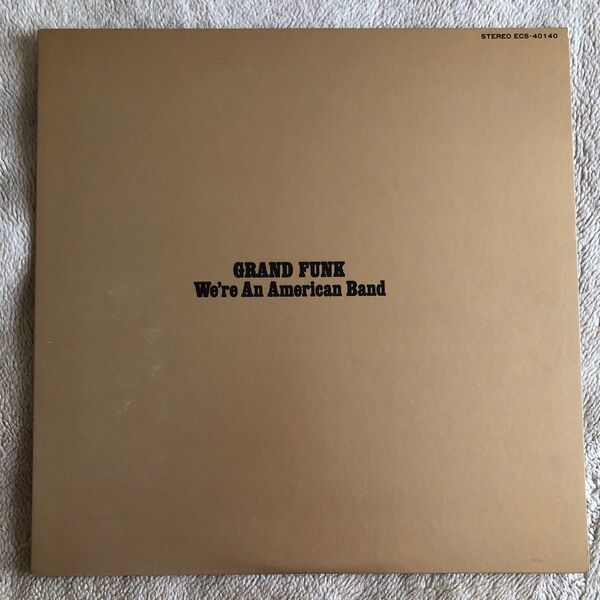 STEREO ECS-40140
GRAND FUNK
We're An American Band